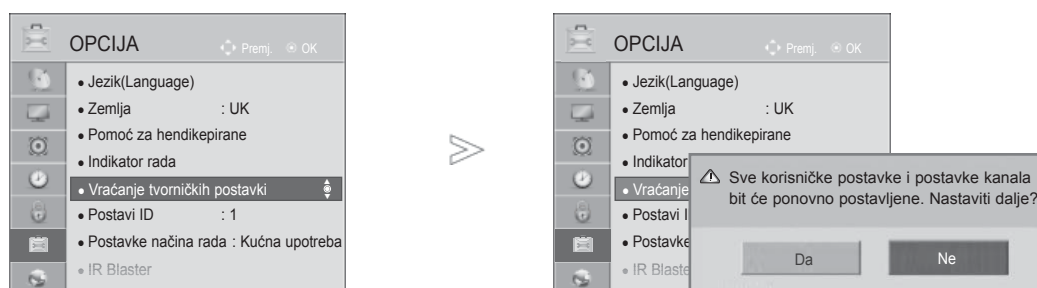 OPCIJA Premj. OK
• Jezik(Language)
• Zemlja : UK
• Pomoć za hendikepirane
• Indikator rada
• Vraćanje tvorničkih postavki
• Postavi ID : 1
• Postavke načina rada : Kućna upotreba
• IR Blaster
OPCIJA Premj. OK
• Jezik(Language)
• Zemlja : UK
• Pomoć za hendikepirane
• Indikator
• Vraćanje
• Postavi I
• Postavke
• IR Blaste
Sve korisničke postavke i postavke kanala
bit će ponovno postavljene. Nastaviti dalje?
Da Ne